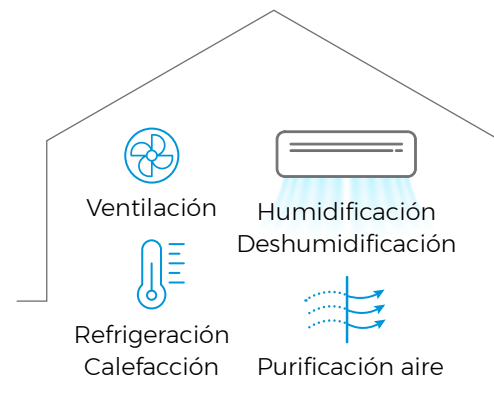 Ventilación
Humidificación
Deshumidificación
Refrigeración
Calefacción
Purificación aire